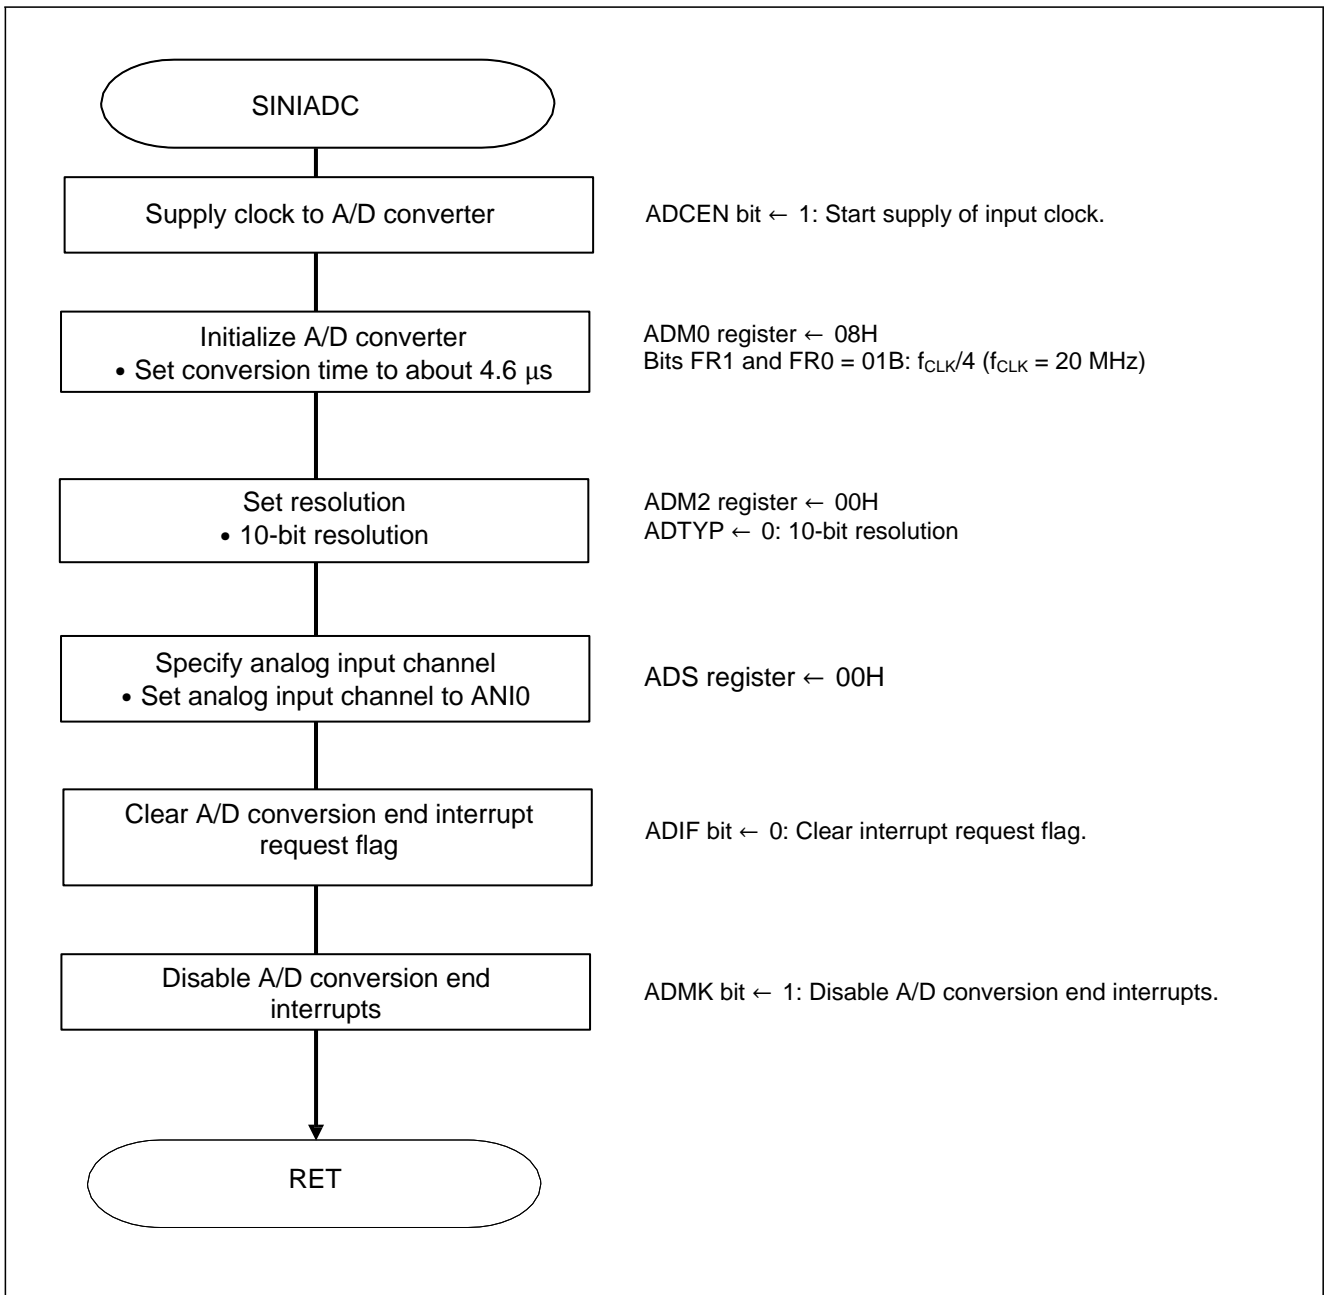 SINIADC
Supply clock to A/D converter
ADCEN bit ← 1: Start supply of input clock.
Initialize A/D converter
• Set conversion time to about 4.6 μs
ADM0 register ← 08H
Bits FR1 and FR0 = 01B: fCLK/4 (fCLK = 20 MHz)
Set resolution
• 10-bit resolution
ADM2 register ← 00H
ADTYP ← 0: 10-bit resolution
Specify analog input channel
• Set analog input channel to ANI0
ADS register ← 00H
Clear A/D conversion end interrupt
request flag
ADIF bit ← 0: Clear interrupt request flag.
Disable A/D conversion end
interrupts
ADMK bit ← 1: Disable A/D conversion end interrupts.
RET